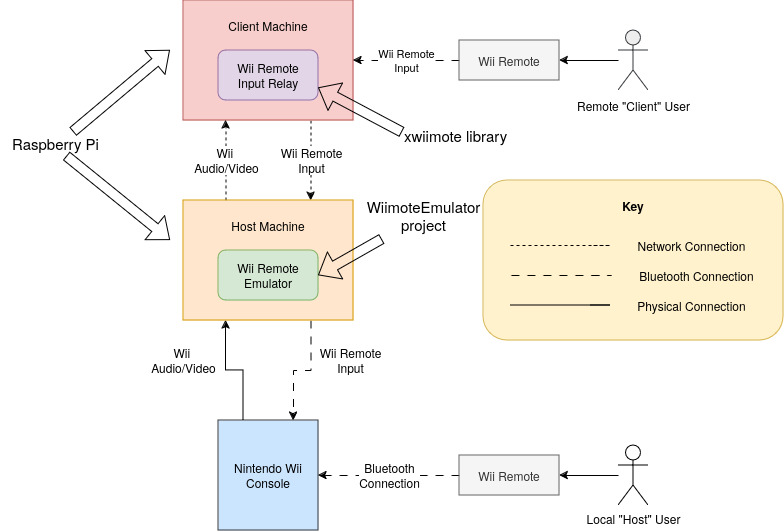 Client Machine
Wii Remote
Input Relay
Wii Remote
Input
Wii Remote
Remote "Client" User
xwiimote library
Raspberry Pi
Wii
Audio/Video
Wii Remote
Input
WiimoteEmulator
project
Host Machine
Wii Remote
Emulator
Key
Network Connection
Bluetooth Connection
Physical Connection
Wii
Audio/Video
Wii Remote
Input
Nintendo Wii
Console
Bluetooth
Connection
Wii Remote
Local "Host" User